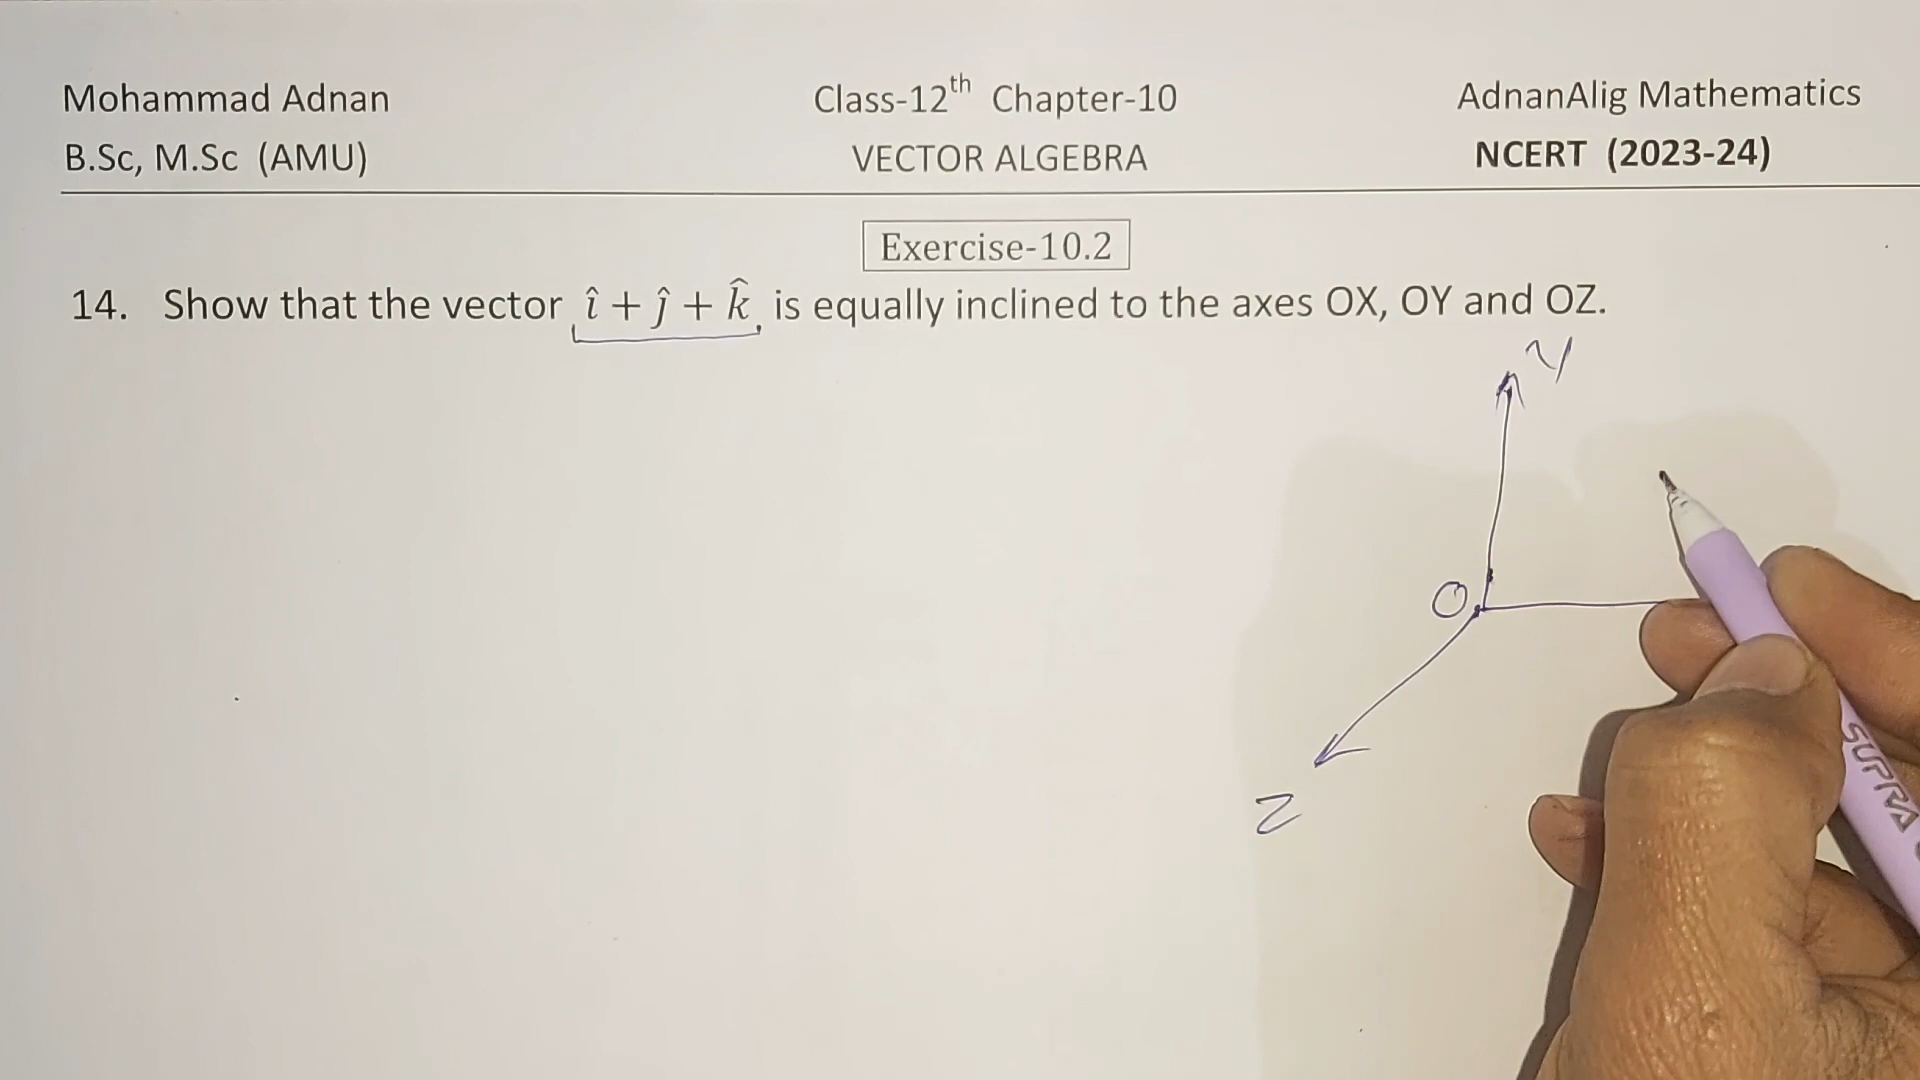 Mohammad Adnan
B.Sc, M.Sc (AMU)
Class-12th Chapter-10
VECTOR ALGEBRA
AdnanAlig Mathematics
NCERT (2023-24)
Exercise-10.2
14. Show that the vector î + ĵ + k̂ is equally inclined to the axes OX, OY and OZ.
Y
O
Z
SUPRA